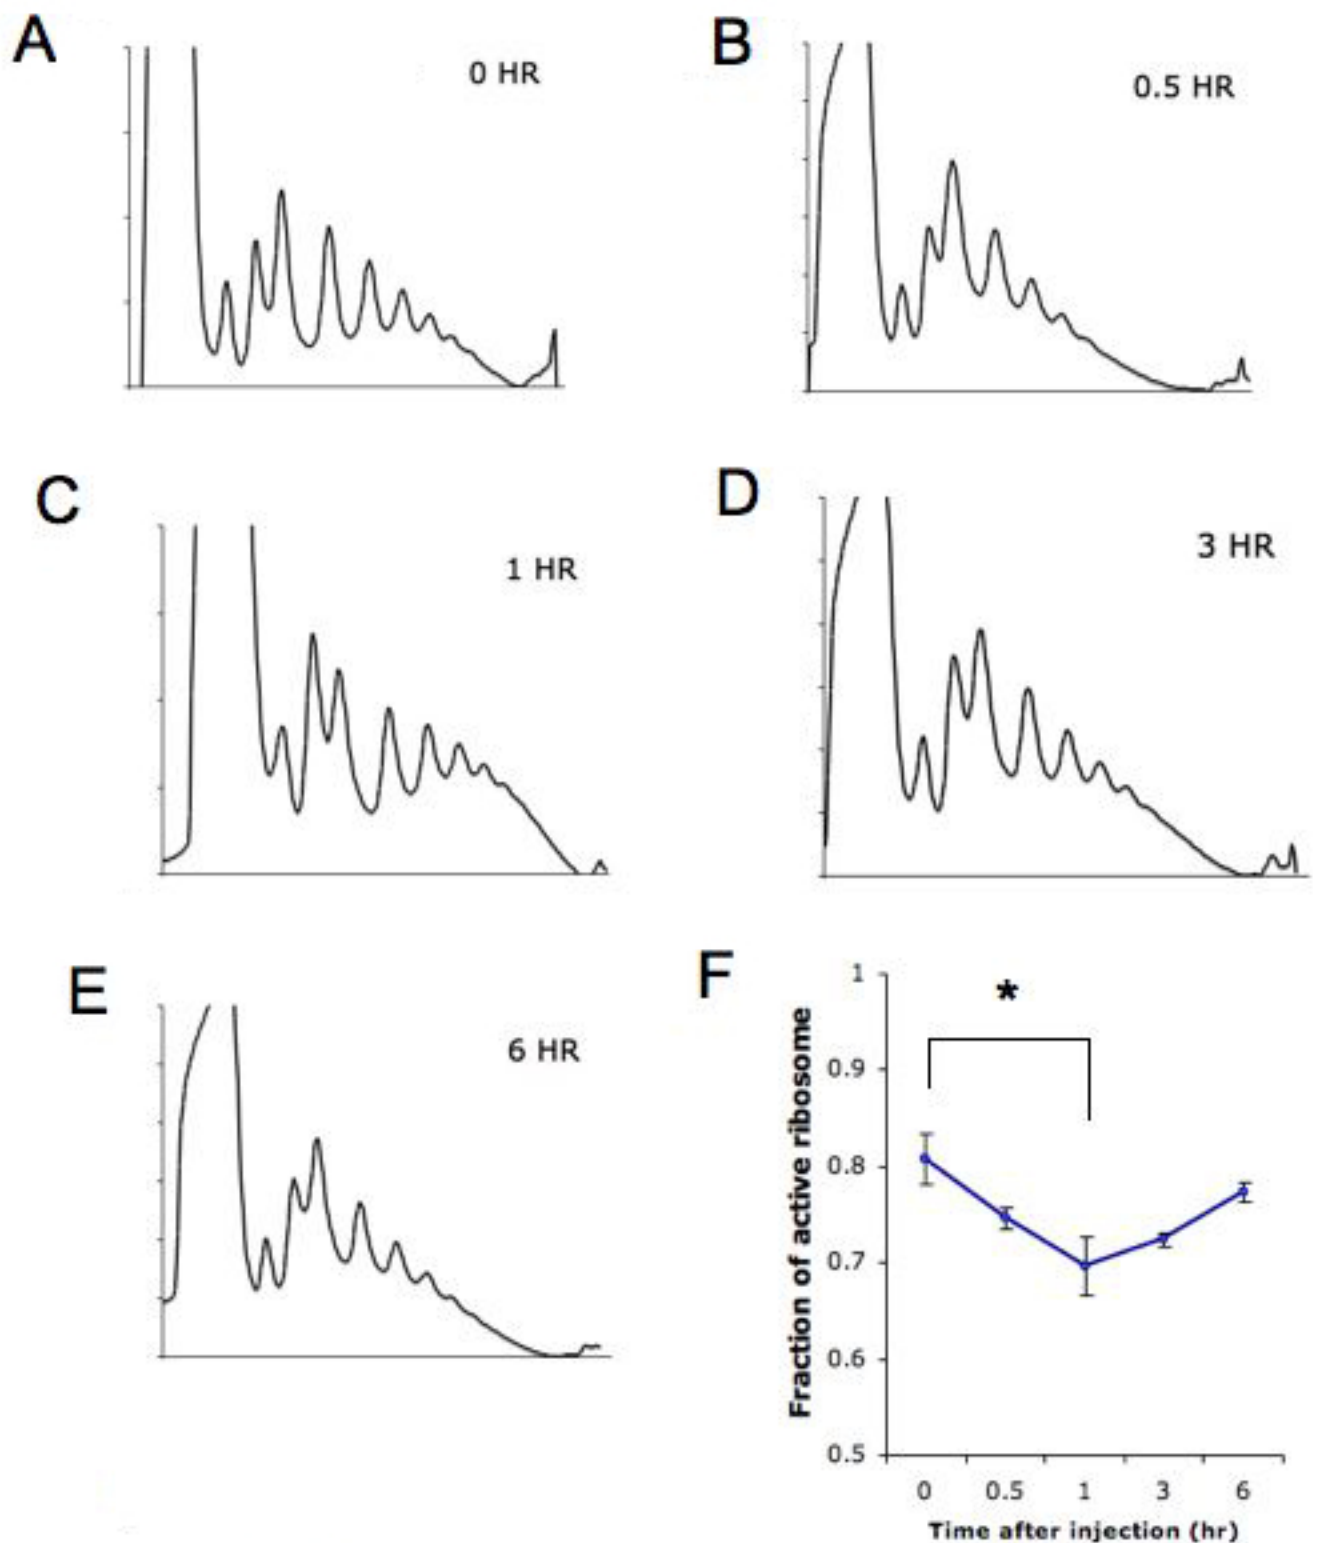 A
0 HR
B
0.5 HR
C
1 HR
D
3 HR
E
6 HR
F
*
Fraction of active ribosome
1
0.9
0.8
0.7
0.6
0.5
0 0.5 1 3 6
Time after injection (hr)